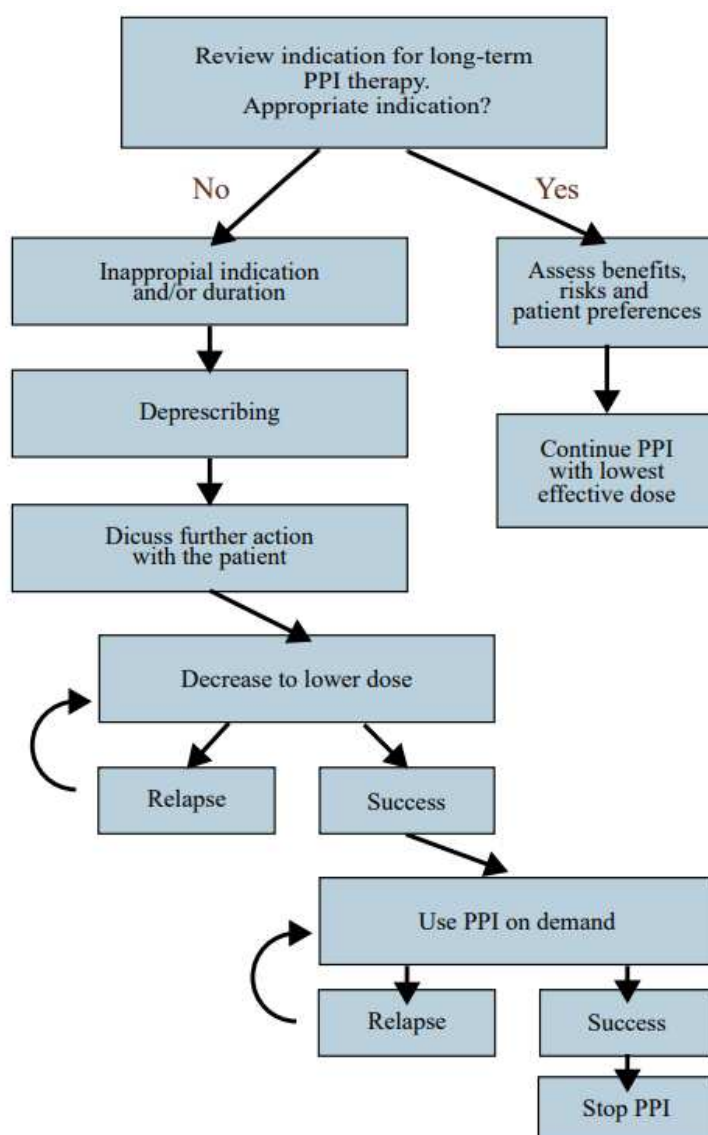 Review indication for long-term
PPI therapy.
Appropriate indication?
No
Yes
Inappropial indication
and/or duration
Assess benefits,
risks and
patient preferences
Deprescribing
Continue PPI
with lowest
effective dose
Dicuss further action
with the patient
Decrease to lower dose
Relapse
Success
Use PPI on demand
Relapse
Success
Stop PPI